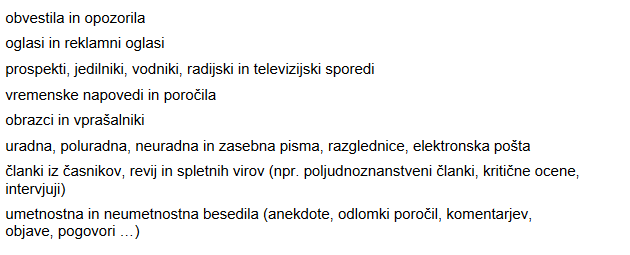 obvestila in opozorila
oglasi in reklamni oglasi
prospekti, jedilniki, vodniki, radijski in televizijski sporedi
vremenske napovedi in poročila
obrazci in vprašalniki
uradna, poluradna, neuradna in zasebna pisma, razglednice, elektronska pošta
članki iz časnikov, revij in spletnih virov (npr. poljudnoznanstveni članki, kritične ocene,
intervjuji)
umetnostna in neumetnostna besedila (anekdote, odlomki poročil, komentarjev,
objave, pogovori …)